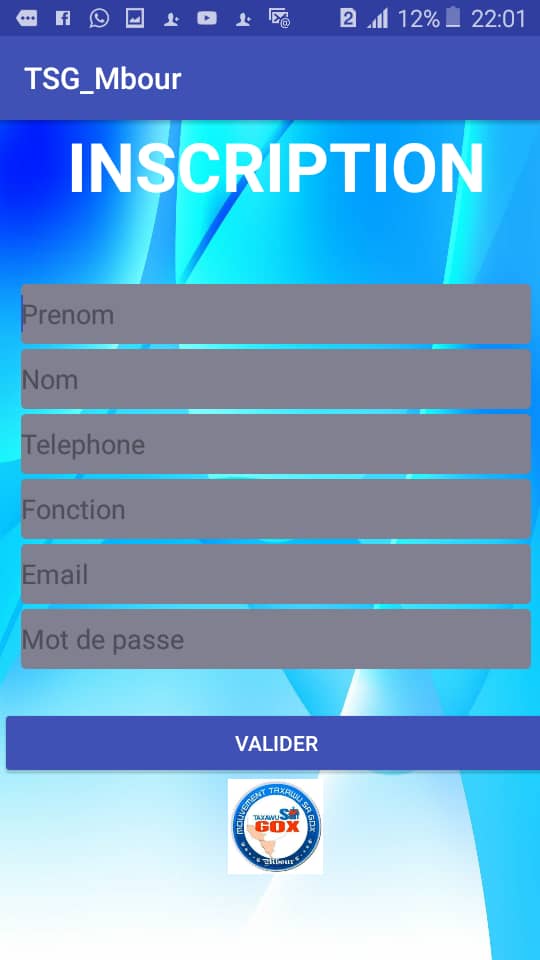 2 12% 22:01
TSG_Mbour
INSCRIPTION
Prenom
Nom
Telephone
Fonction
Email
Mot de passe
VALIDER
MOUVEMENT TAXAWU SA GOX
TAXAWU SA
GOX
Mbour